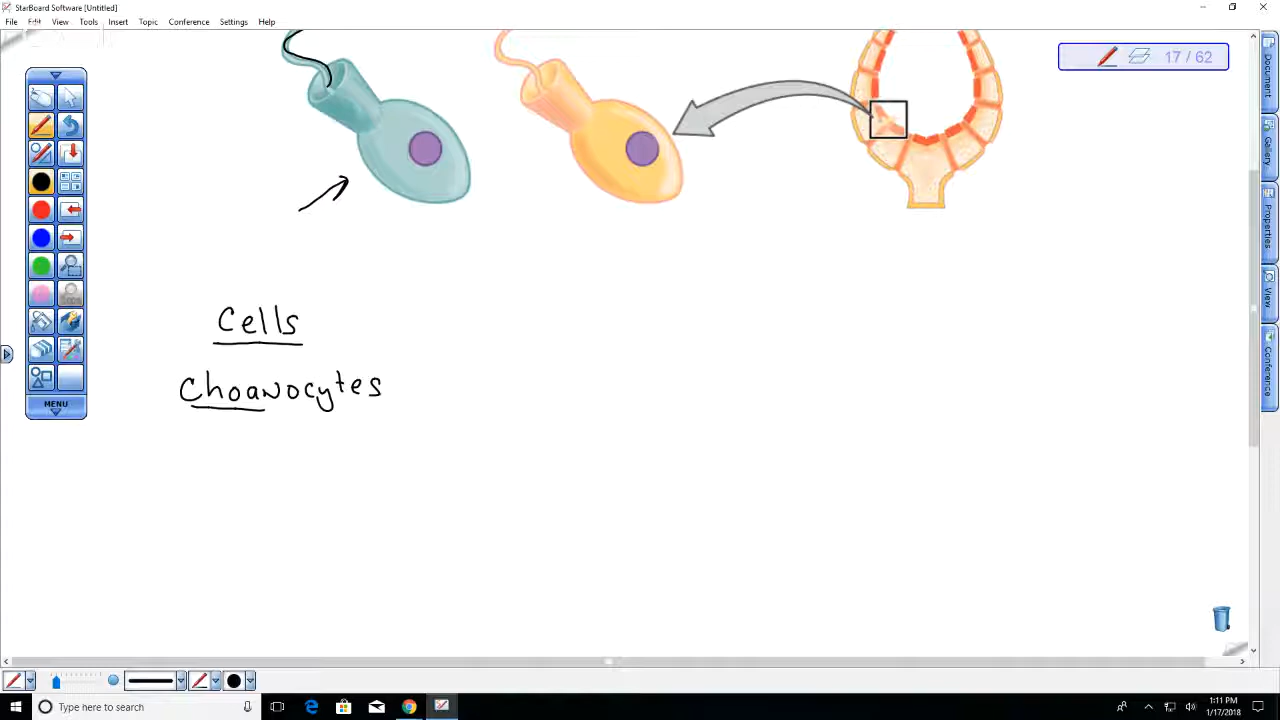 StarBoard Software [Untitled]
File Edit View Tools Insert Topic Conference Settings Help
17 / 62
Document
Gallery
Properties
View
Conference
MENU
Cells
Choanocytes
Type here to search
1:11 PM
1/17/2018